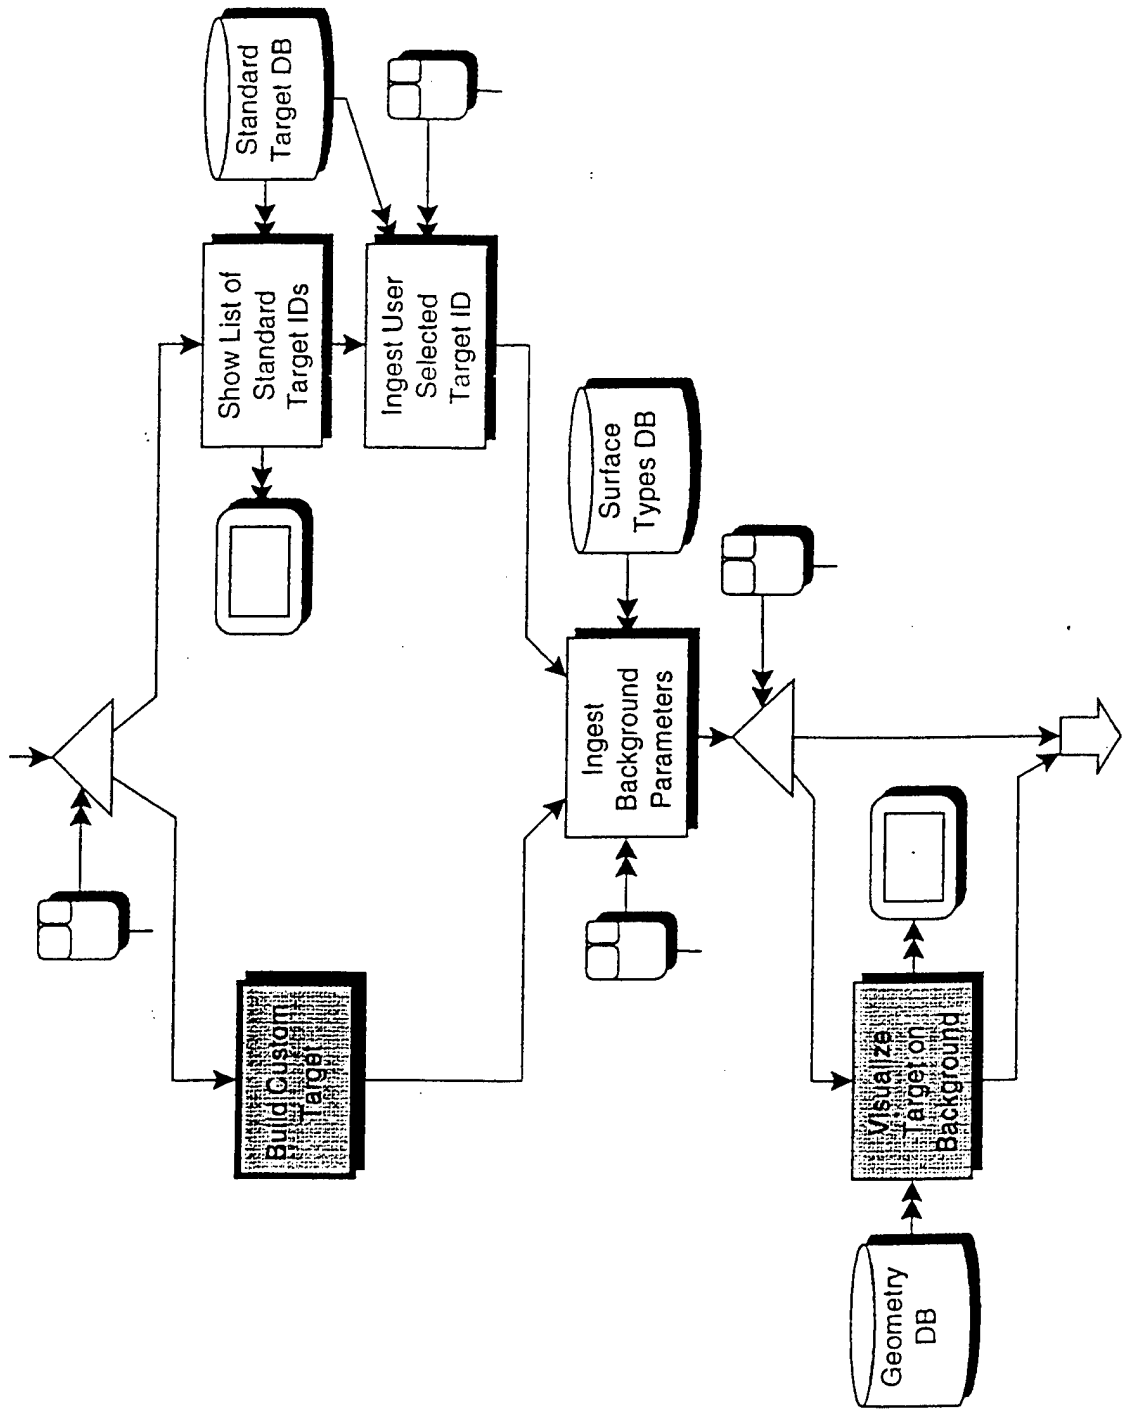 Standard
Target DB
Show List of
Standard
Target IDs
Ingest User
Selected
Target ID
Surface
Types DB
Build Custom
Target
Ingest
Background
Parameters
Visualize
Target on
Background
Geometry
DB